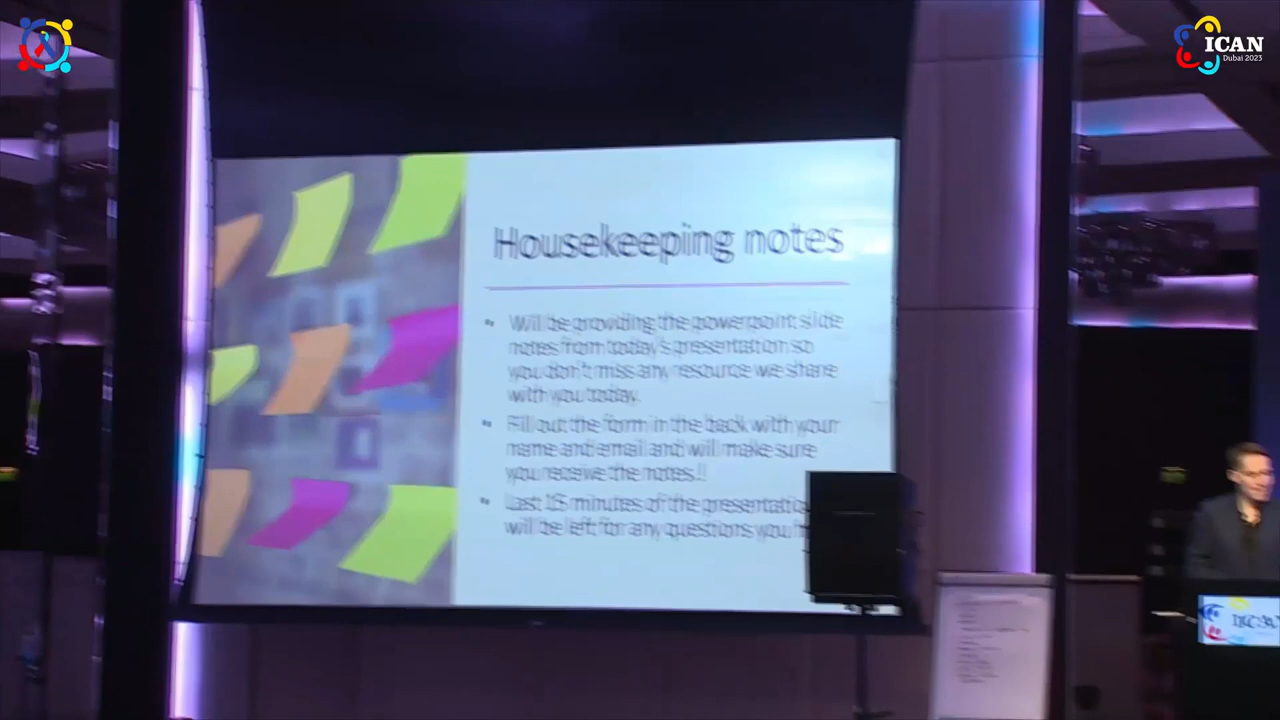 ICAN
Dubai 2023
Housekeeping notes
Will be providing the powerpoint slide
notes from today's presentation so
you don't miss any resource we share
with you today.
Fill out the form in the back with your
name and email and will make sure
you receive the notes.!!
Last 15 minutes of the presentatio
will be left for any questions you h
ICAN